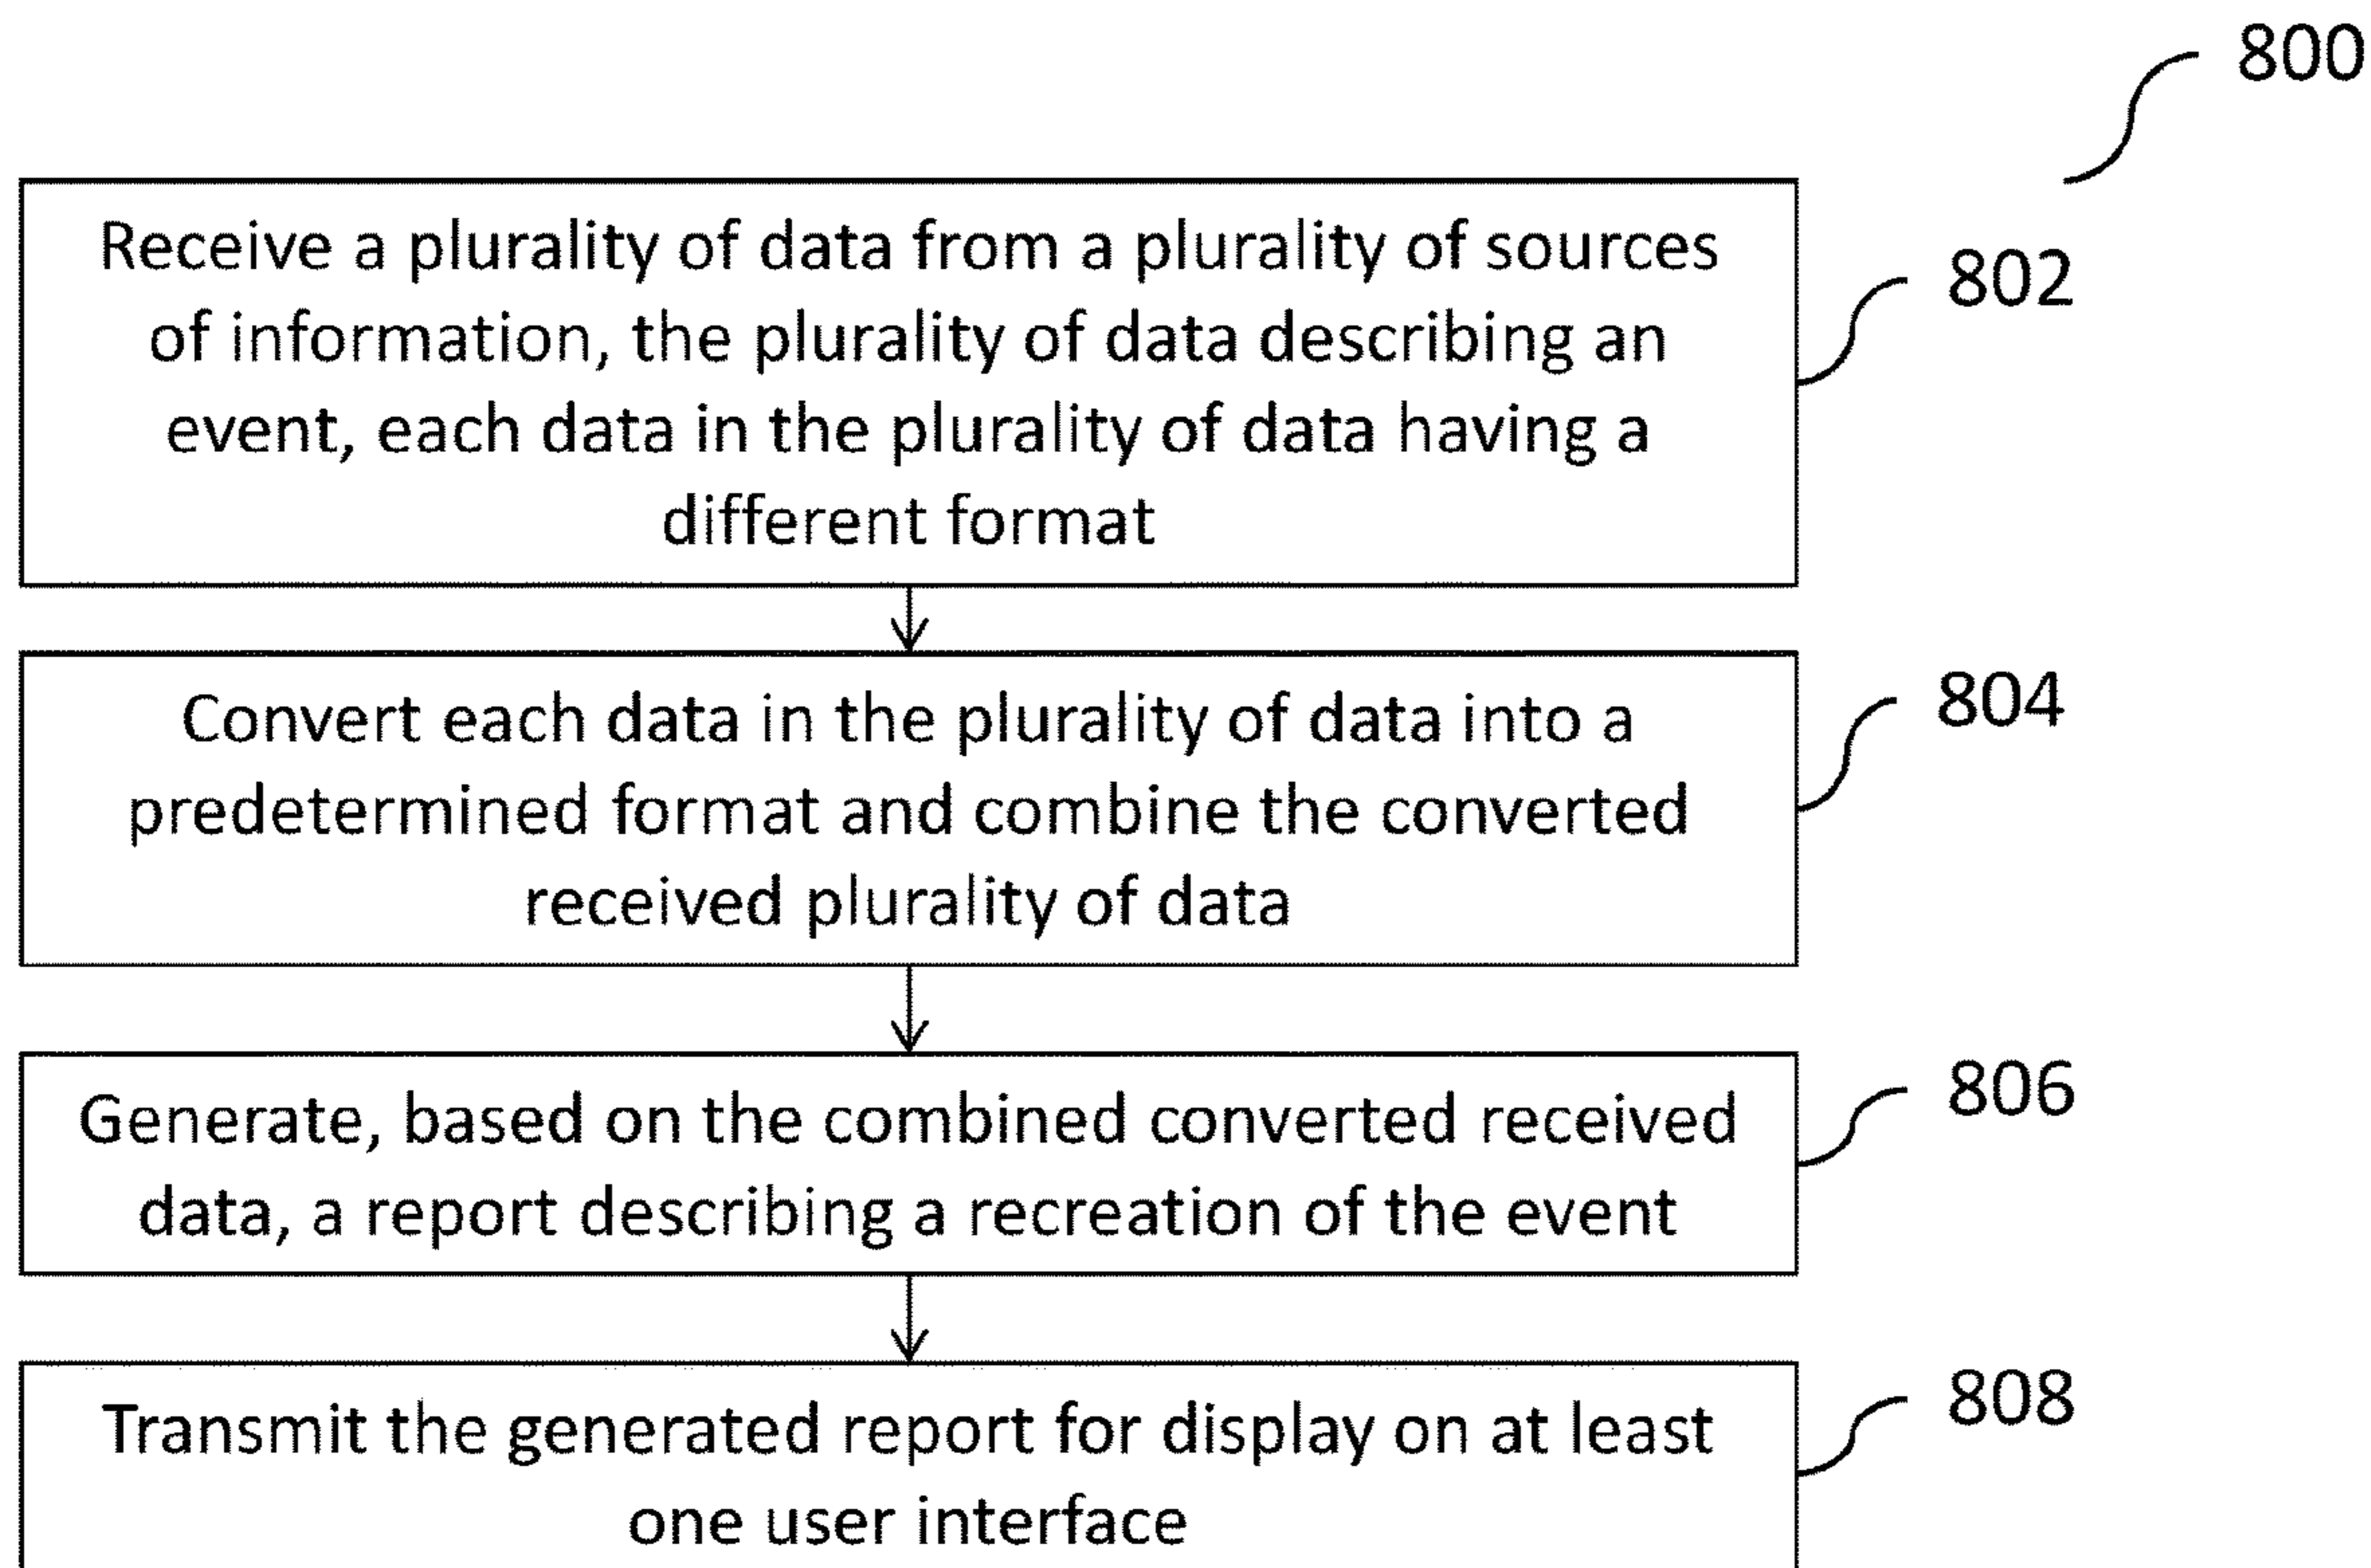 800
Receive a plurality of data from a plurality of sources
of information, the plurality of data describing an
event, each data in the plurality of data having a
different format
802
Convert each data in the plurality of data into a
predetermined format and combine the converted
received plurality of data
804
Generate, based on the combined converted received
data, a report describing a recreation of the event
806
Transmit the generated report for display on at least
one user interface
808